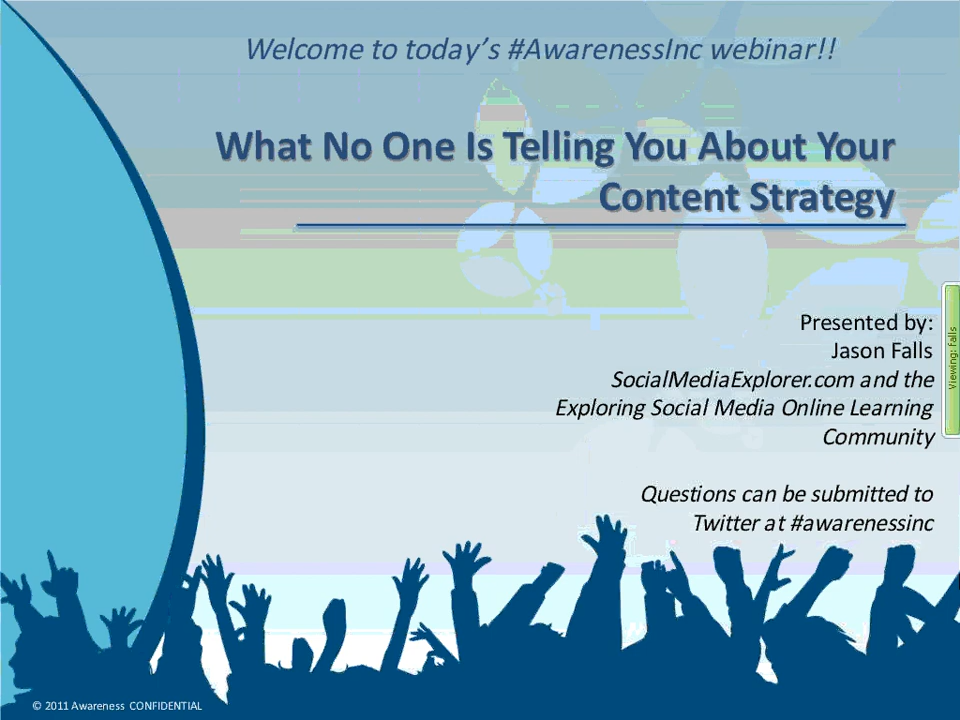 Welcome to today's #AwarenessInc webinar!!
What No One Is Telling You About Your
Content Strategy
Presented by:
Jason Falls
SocialMediaExplorer.com and the
Exploring Social Media Online Learning
Community
Questions can be submitted to
Twitter at #awarenessinc
Viewing: Falls
© 2011 Awareness CONFIDENTIAL